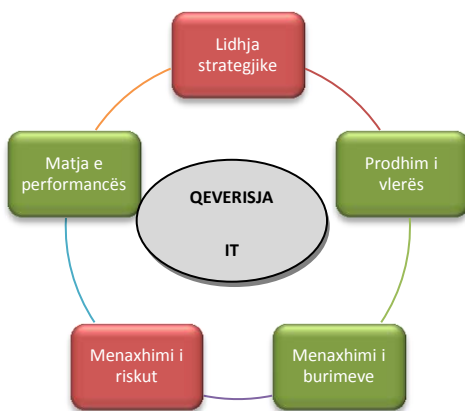 Lidhja
strategjike
Matja e
performancës
Prodhim i
vlerës
QEVERISJA
IT
Menaxhimi i
riskut
Menaxhimi i
burimeve